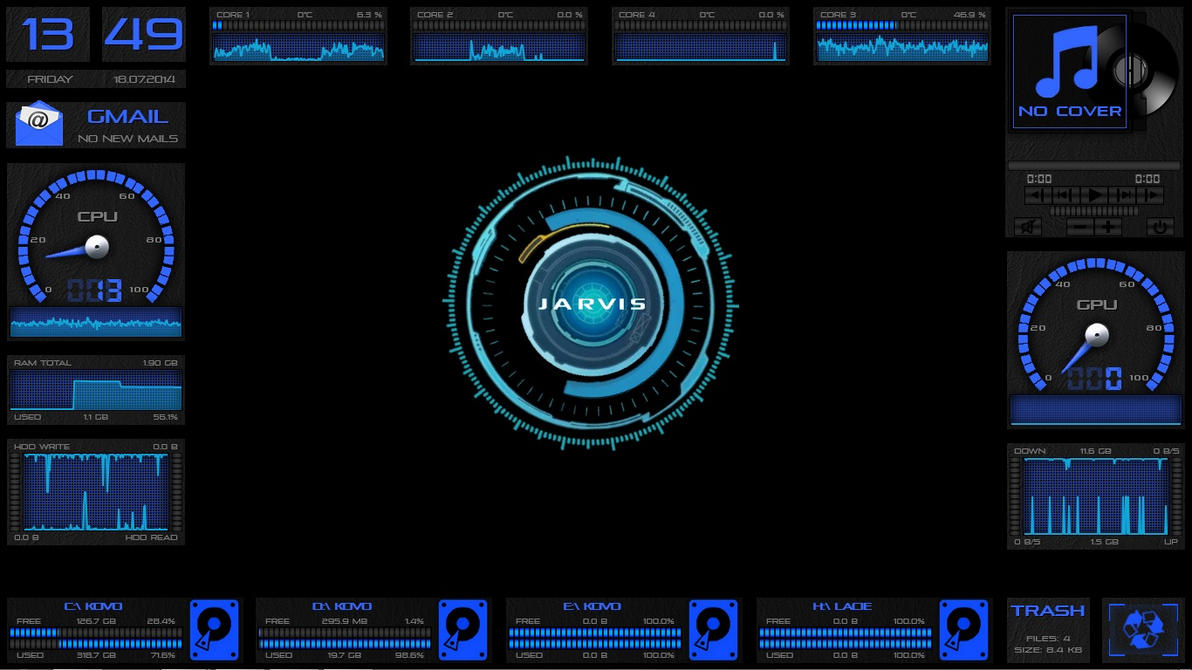 13 49
FRIDAY 18.07.2014
GMAIL
NO NEW MAILS
CORE 1 0°C 6.3 %
CORE 2 0°C 0.0 %
CORE 4 0°C 0.0 %
CORE 3 0°C 46.9 %
NO COVER
0:00 0:00
40 60
CPU
20 80
0 13 100
RAM TOTAL 1.90 GB
USED 1.1 GB 55.1%
HDD WRITE 0.0 B
0.0 B HDD READ
JARVIS
40 60
GPU
20 80
0 0 100
DOWN 11.6 GB 0 B/S
0 B/S 1.5 GB UP
C:\ KOVO
FREE 126.7 GB 28.4%
USED 318.7 GB 71.6%
D:\ KOVO
FREE 295.9 MB 1.4%
USED 19.7 GB 98.6%
E:\ KOVO
FREE 0.0 B 100.0%
USED 0.0 B 100.0%
H:\ LACIE
FREE 0.0 B 100.0%
USED 0.0 B 100.0%
TRASH
FILES: 4
SIZE: 8.4 KB